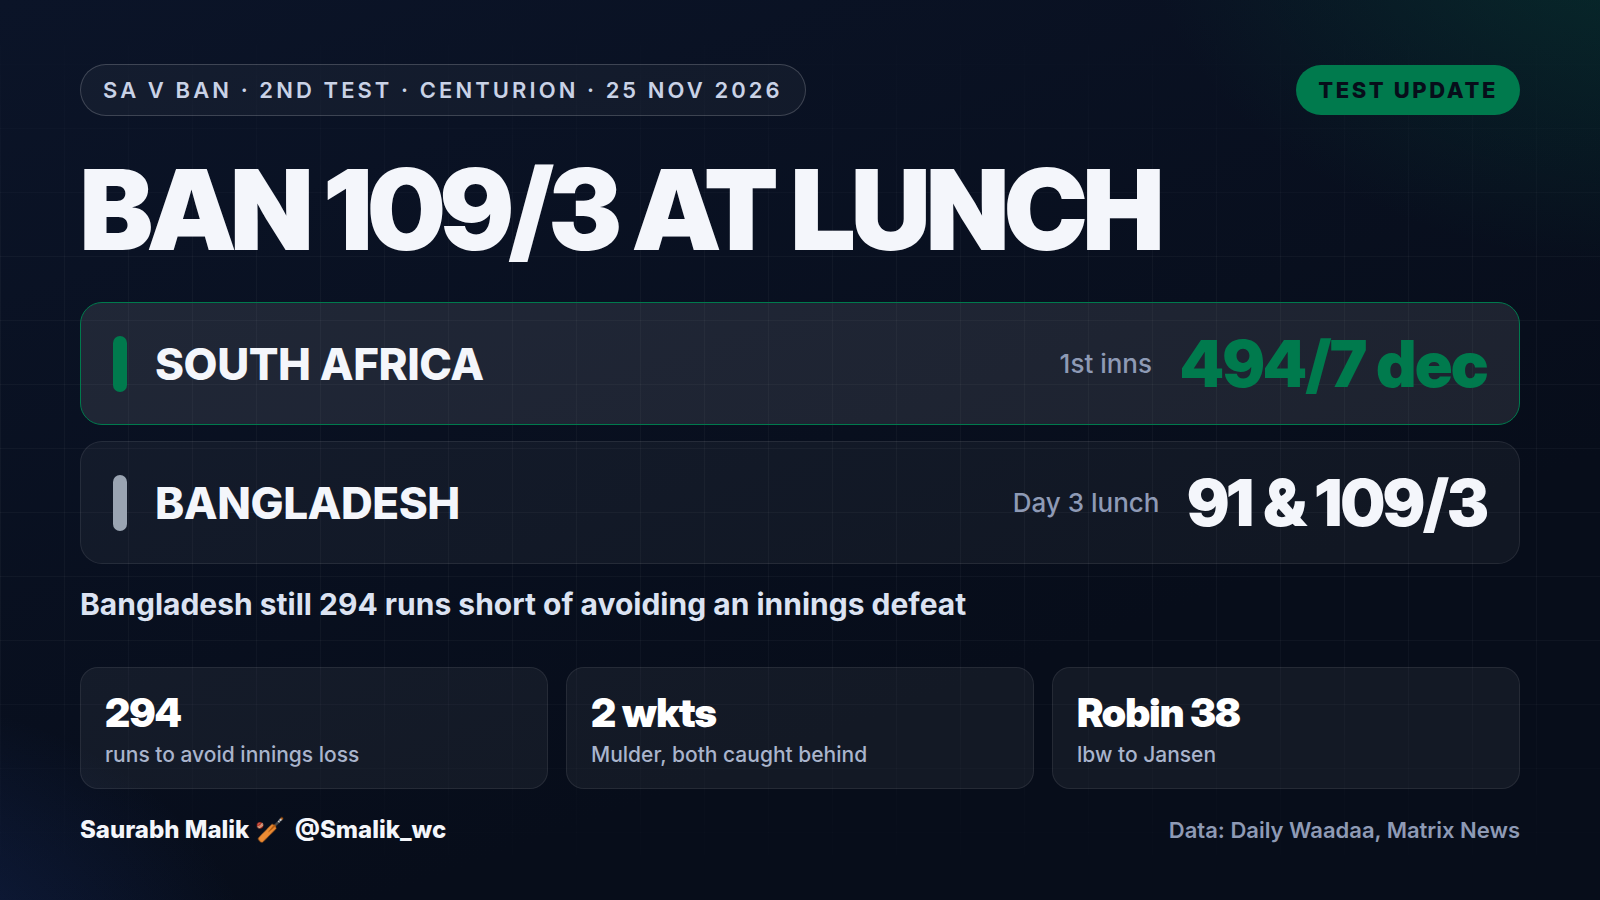 SA V BAN · 2ND TEST · CENTURION · 25 NOV 2026
TEST UPDATE
BAN 109/3 AT LUNCH
SOUTH AFRICA
1st inns
494/7 dec
BANGLADESH
Day 3 lunch
91 & 109/3
Bangladesh still 294 runs short of avoiding an innings defeat
294
runs to avoid innings loss
2 wkts
Mulder, both caught behind
Robin 38
lbw to Jansen
Saurabh Malik 🏏 @Smalik_wc
Data: Daily Waadaa, Matrix News